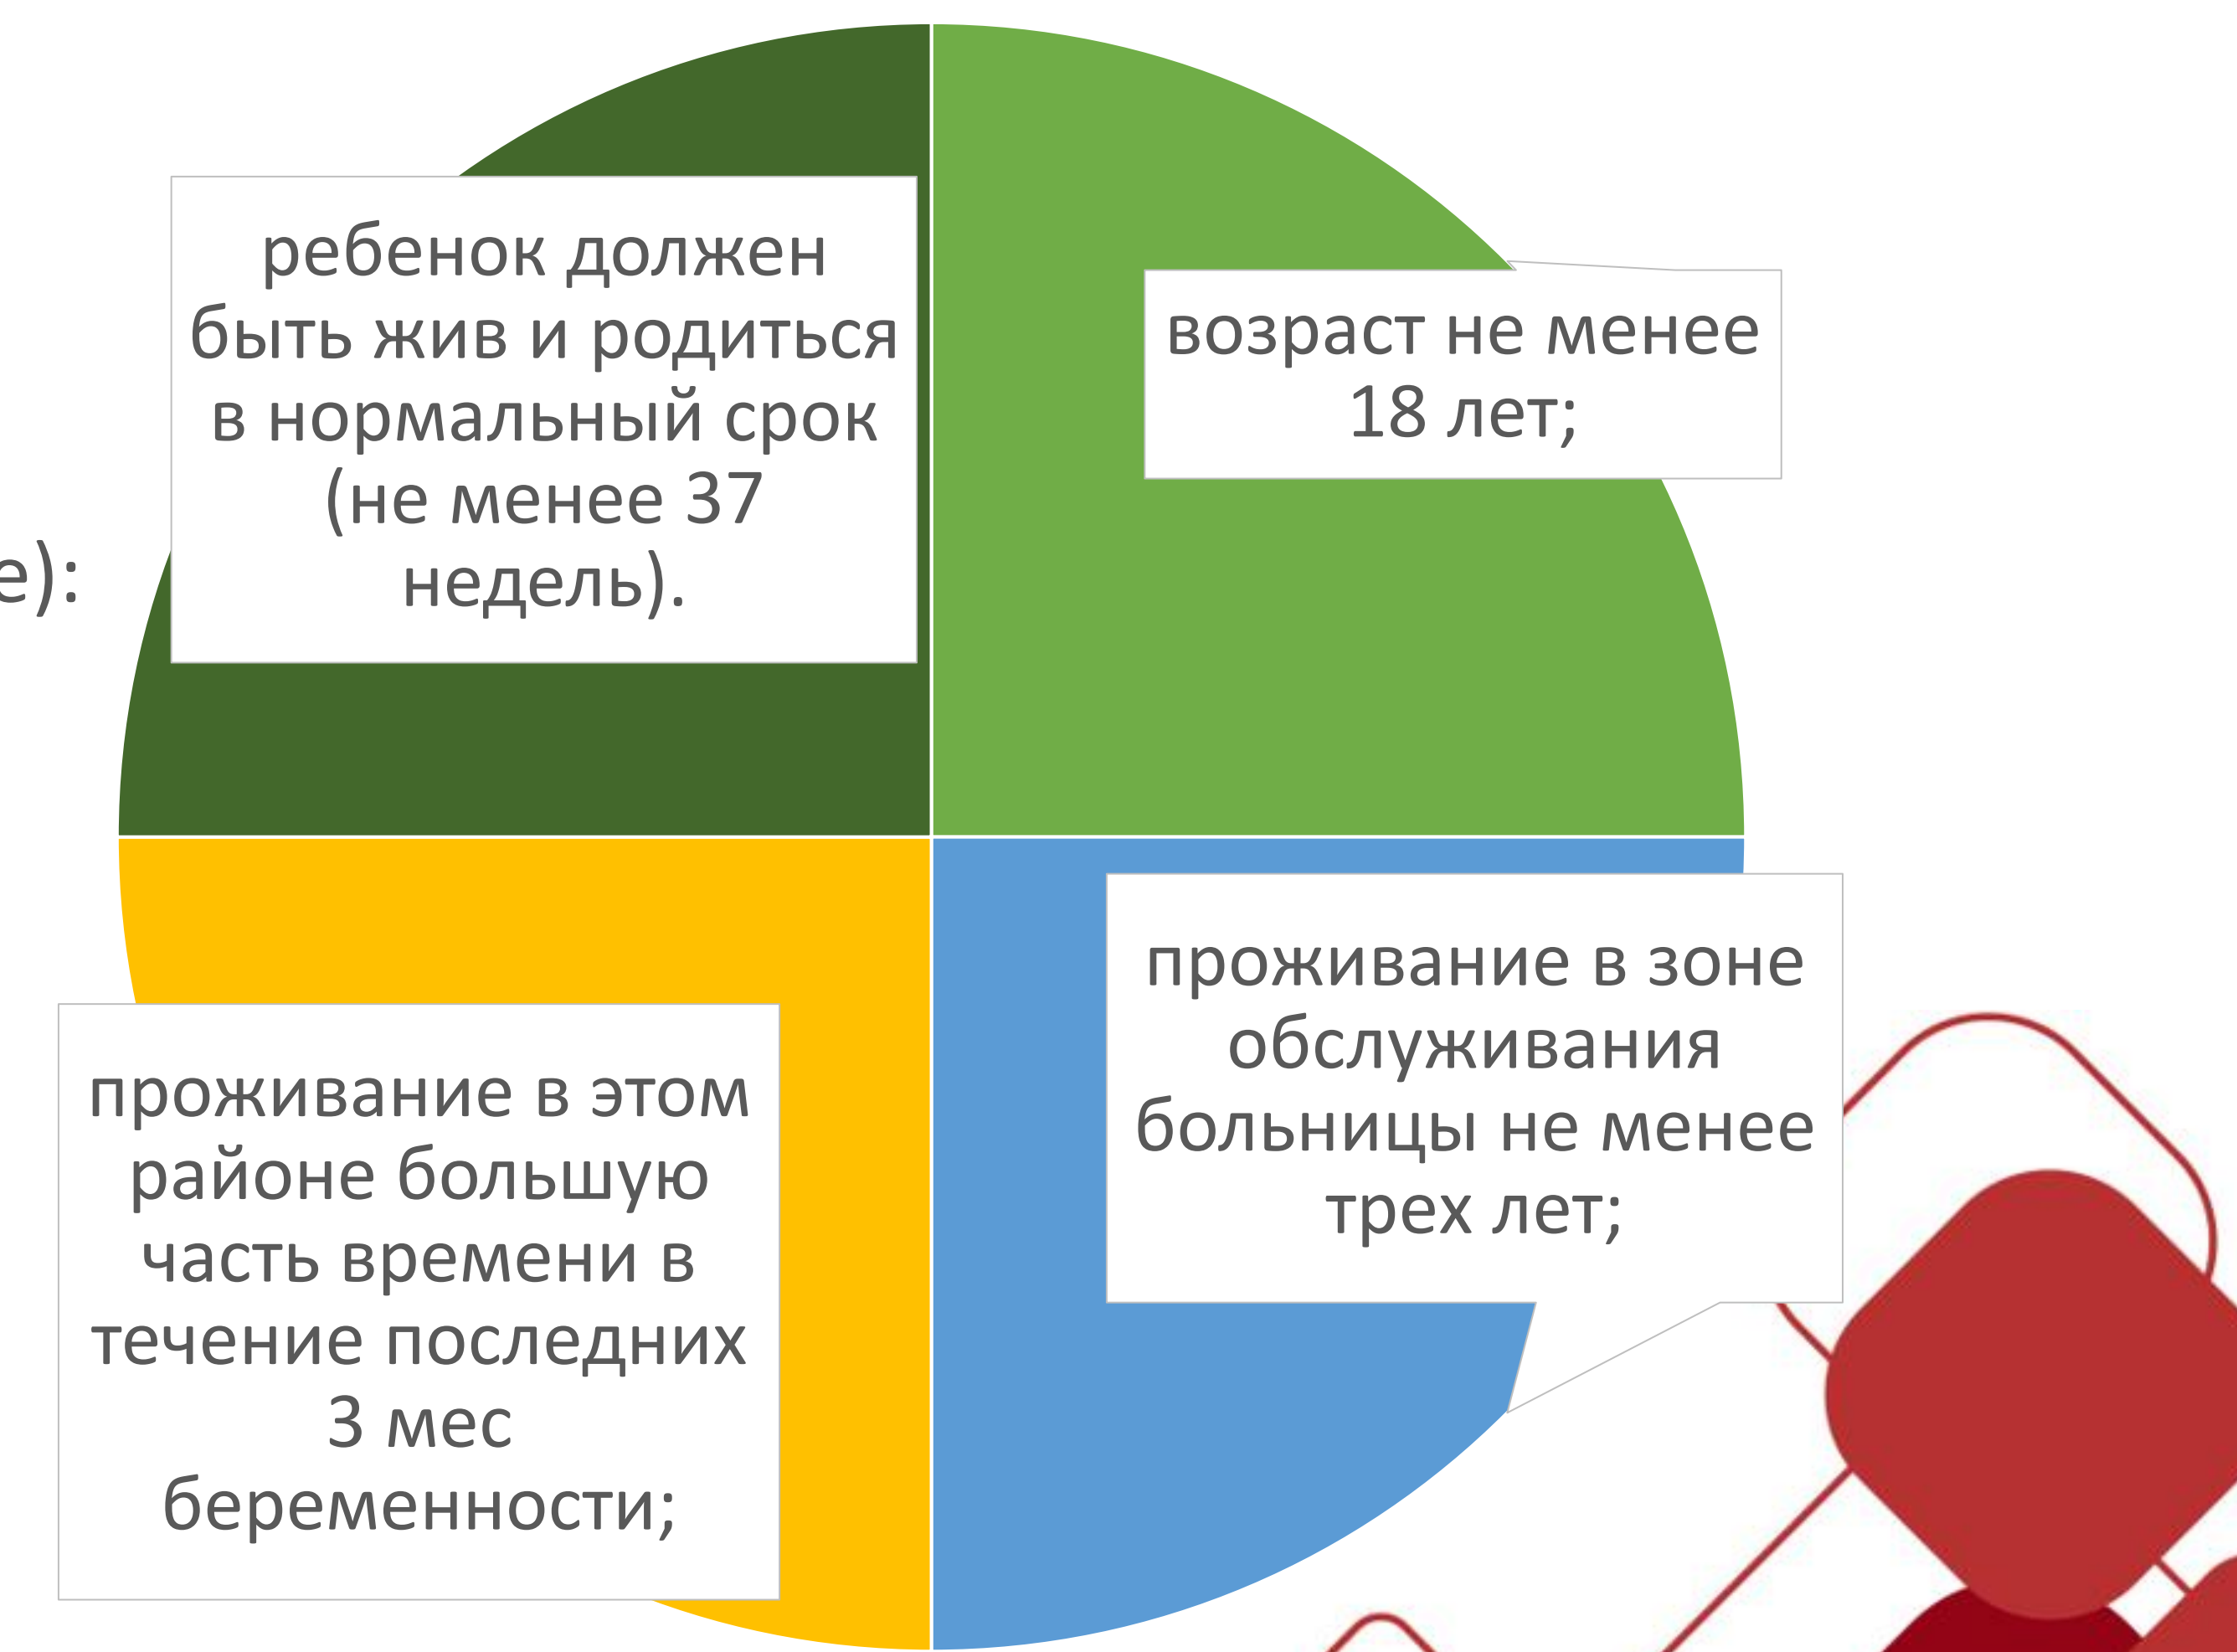 е):
ребенок должен
быть жив и родиться
в нормальный срок
(не менее 37
недель).
возраст не менее
18 лет;
проживание в зоне
обслуживания
больницы не менее
трех лет;
проживание в этом
районе большую
часть времени в
течение последних
3 мес
беременности;